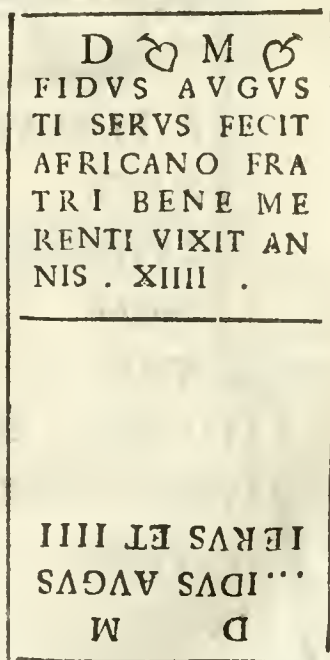 D ❦ M ❦
FIDVS AVGVS
TI SERVS FECIT
AFRICANO FRA
TRI BENE ME
RENTI VIXIT AN
NIS . XIIII .
D M
...IDVS AVGVS
IERVS ET IIII